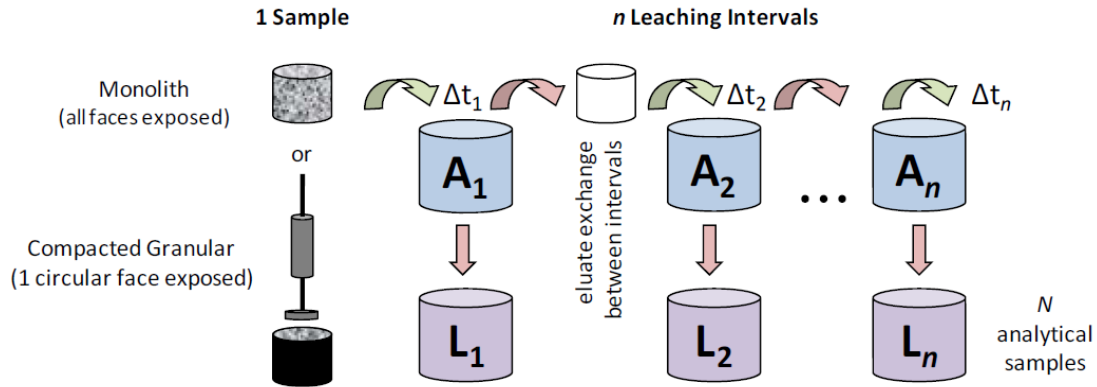 1 Sample
n Leaching Intervals
Monolith
(all faces exposed)
or
Compacted Granular
(1 circular face exposed)
Δt1
Δt2
Δtn
A1
A2
...
An
eluate exchange
between intervals
L1
L2
Ln
N
analytical
samples